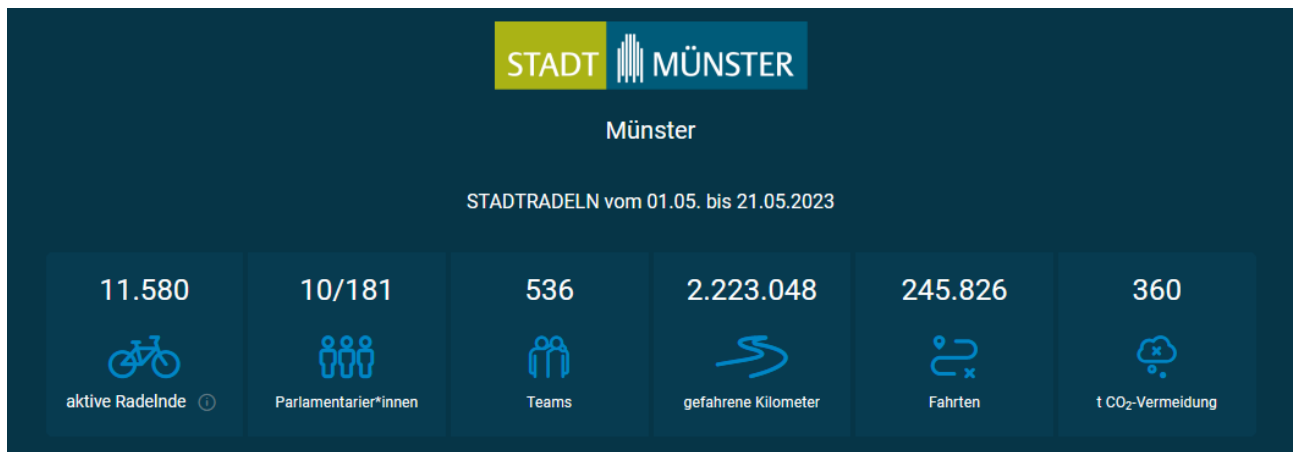 STADT MÜNSTER
Münster
STADTRADELN vom 01.05. bis 21.05.2023
11.580
aktive Radelnde
10/181
Parlamentarier*innen
536
Teams
2.223.048
gefahrene Kilometer
245.826
Fahrten
360
t CO₂-Vermeidung